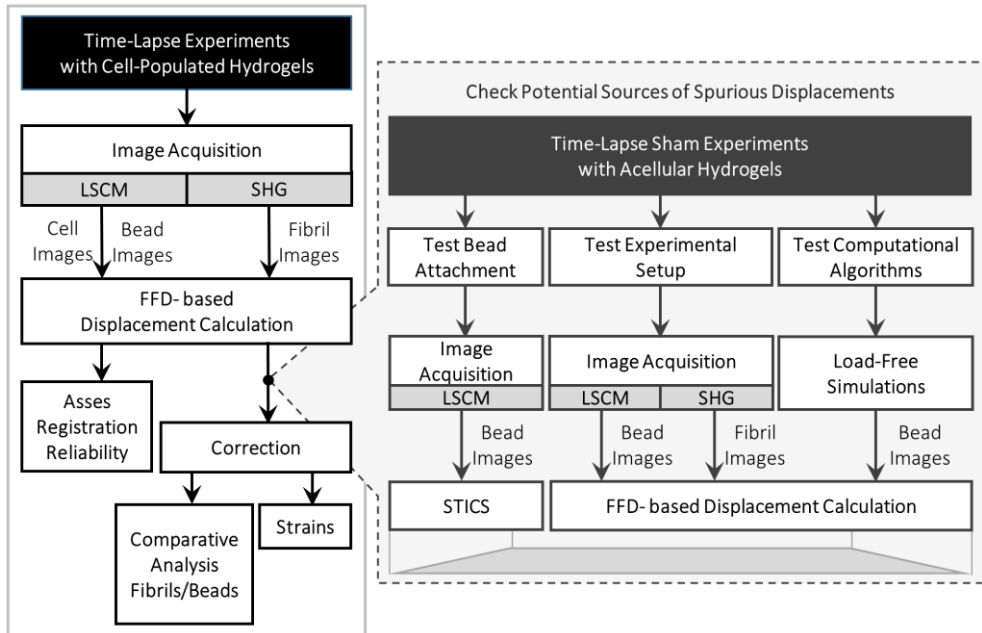 Time-Lapse Experiments
with Cell-Populated Hydrogels
Image Acquisition
LSCM
SHG
Cell
Images
Bead
Images
Fibril
Images
FFD- based
Displacement Calculation
Asses
Registration
Reliability
Correction
Comparative
Analysis
Fibrils/Beads
Strains
Check Potential Sources of Spurious Displacements
Time-Lapse Sham Experiments
with Acellular Hydrogels
Test Bead
Attachment
Test Experimental
Setup
Test Computational
Algorithms
Image
Acquisition
LSCM
Image Acquisition
LSCM
SHG
Load-Free
Simulations
Bead
Images
Bead
Images
Fibril
Images
Bead
Images
STICS
FFD- based Displacement Calculation